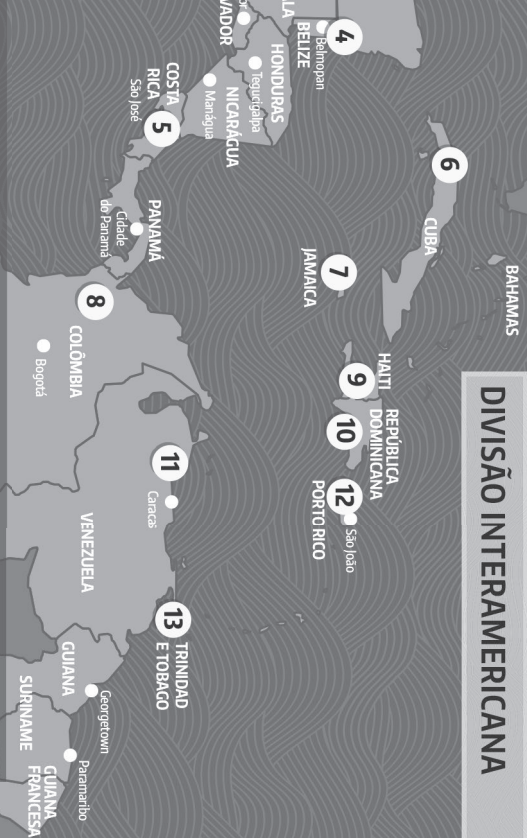 DIVISÃO INTERAMERICANA
BAHAMAS
4
Belmopan
BELIZE
HONDURAS
Tegucigalpa
NICARÁGUA
Manágua
COSTA
RICA
São José
5
PANAMÁ
Cidade
do Panamá
6
CUBA
7
JAMAICA
8
COLÔMBIA
Bogotá
HAITI
9
REPÚBLICA
DOMINICANA
10
11
Caracas
VENEZUELA
12
São João
PORTO RICO
13
TRINIDAD
E TOBAGO
GUIANA
Georgetown
SURINAME
Paramaribo
GUIANA
FRANCESA